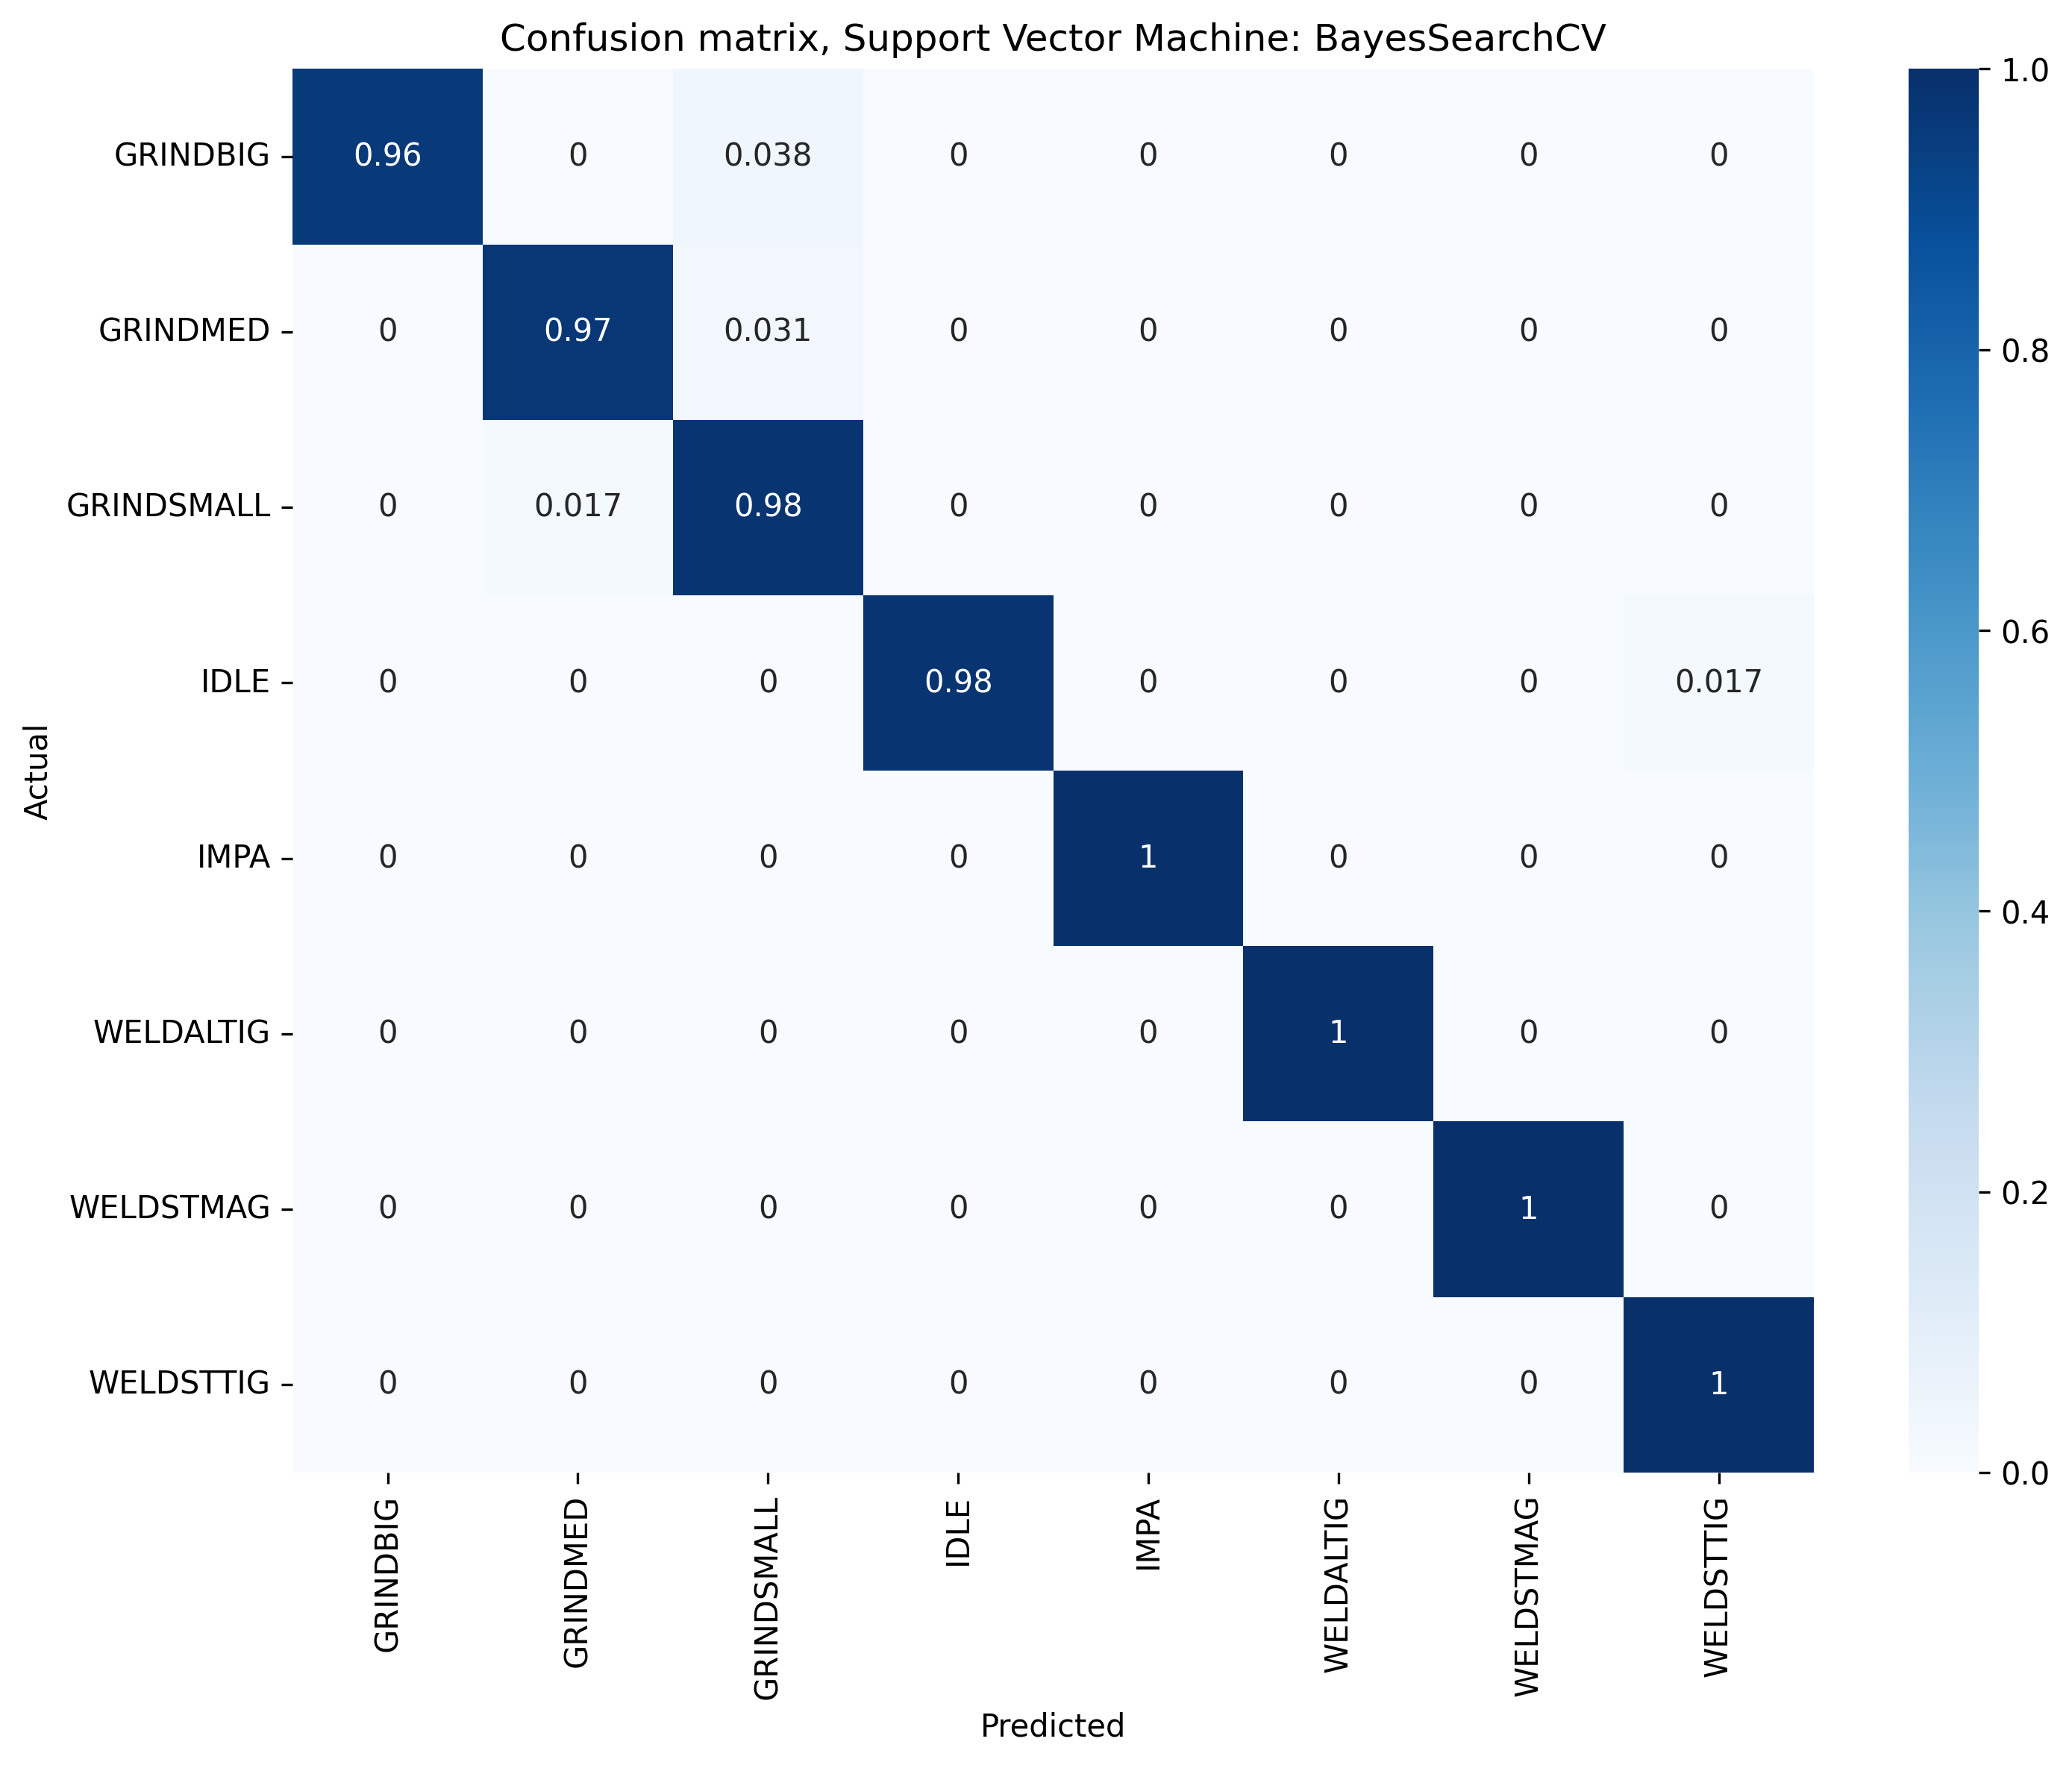 Confusion matrix, Support Vector Machine: BayesSearchCV
GRINDBIG 0.96 0 0.038 0 0 0 0 0
GRINDMED 0 0.97 0.031 0 0 0 0 0
GRINDSMALL 0 0.017 0.98 0 0 0 0 0
IDLE 0 0 0 0.98 0 0 0 0.017
IMPA 0 0 0 0 1 0 0 0
WELDALTIG 0 0 0 0 0 1 0 0
WELDSTMAG 0 0 0 0 0 0 1 0
WELDSTTIG 0 0 0 0 0 0 0 1
Actual
GRINDBIG GRINDMED GRINDSMALL IDLE IMPA WELDALTIG WELDSTMAG WELDSTTIG
Predicted
1.0
0.8
0.6
0.4
0.2
0.0